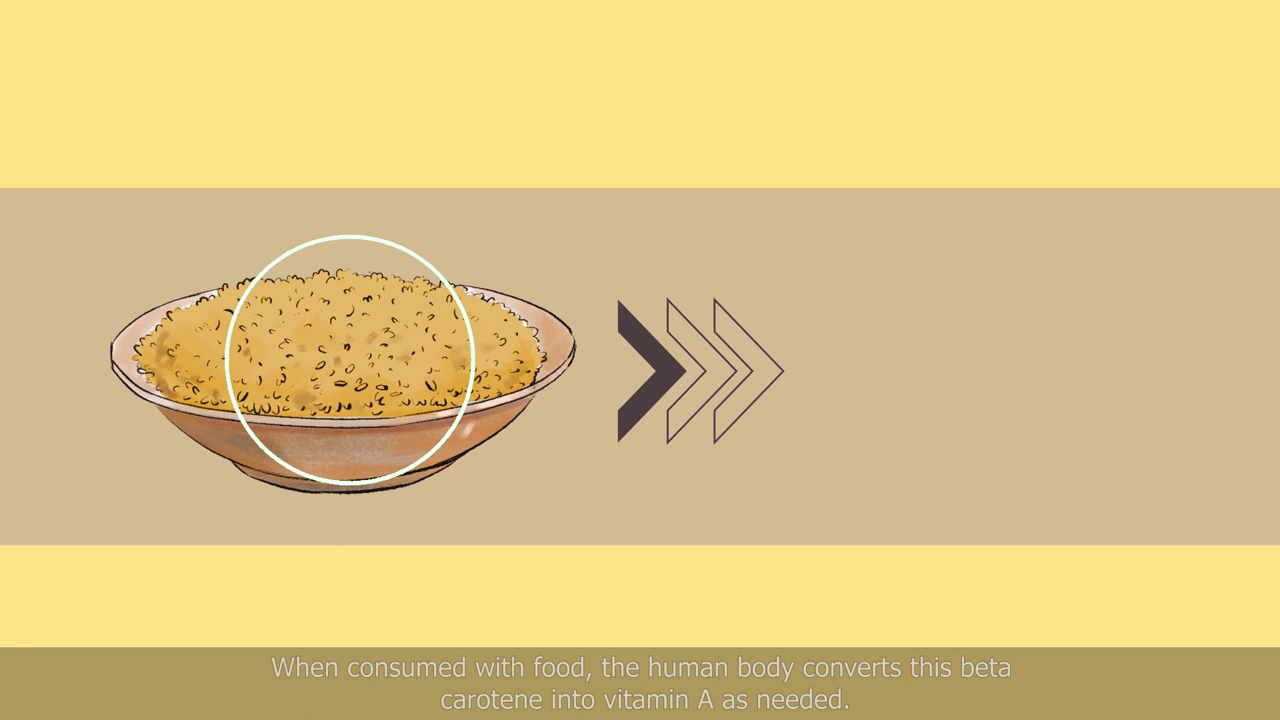 When consumed with food, the human body converts this beta
carotene into vitamin A as needed.